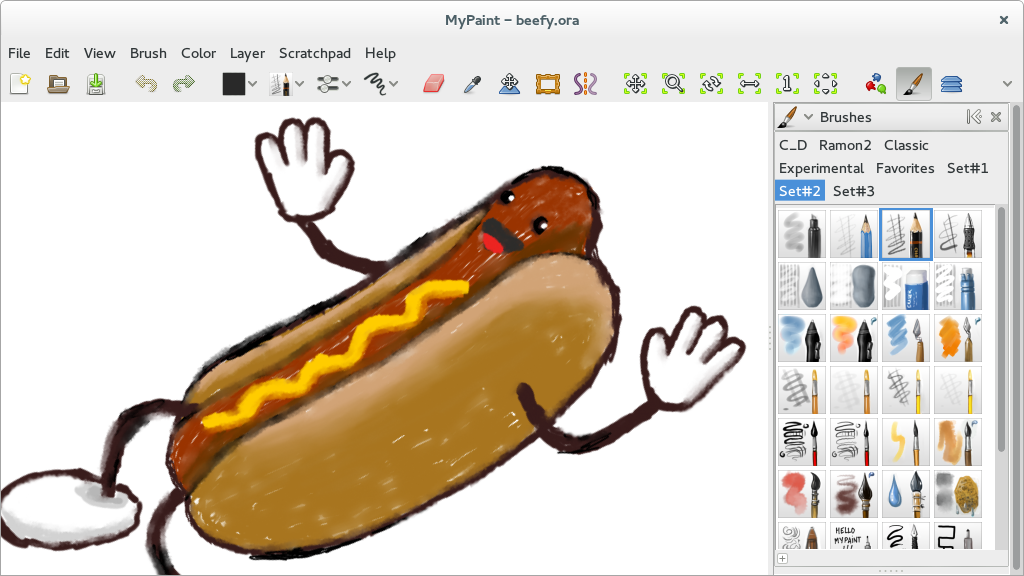 MyPaint – beefy.ora
File Edit View Brush Color Layer Scratchpad Help
1
Brushes
C_D Ramon2 Classic
Experimental Favorites Set#1
Set#2 Set#3
HELLO
MYPAINT
!!!